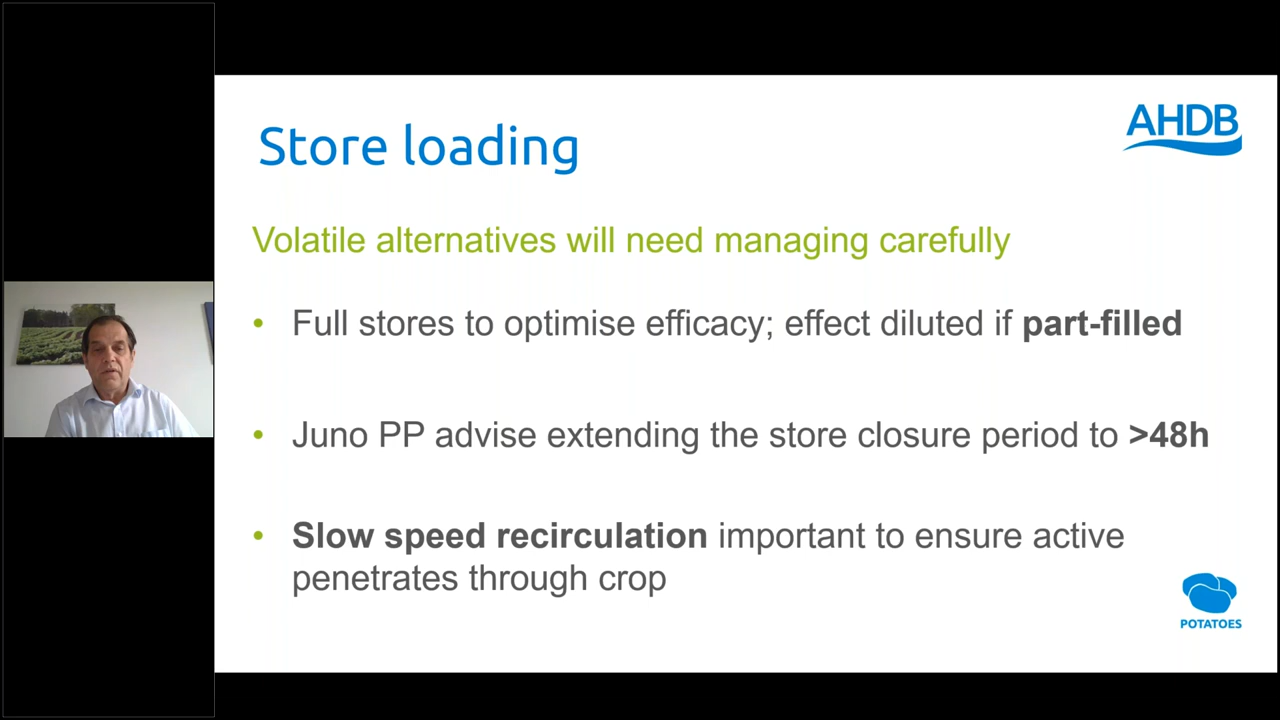 AHDB
Store loading
Volatile alternatives will need managing carefully
• Full stores to optimise efficacy; effect diluted if part-filled
• Juno PP advise extending the store closure period to >48h
• Slow speed recirculation important to ensure active
penetrates through crop
POTATOES